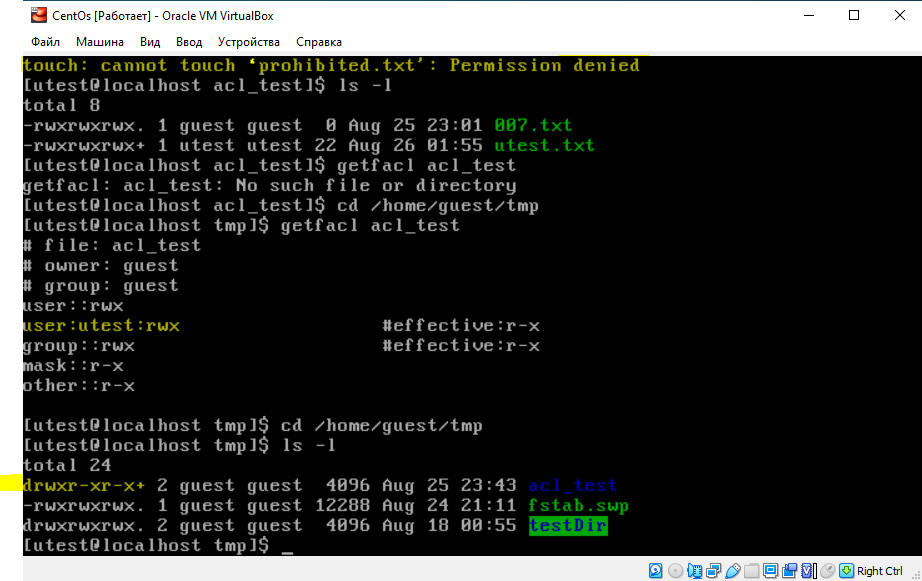 CentOs [Работает] - Oracle VM VirtualBox
Файл Машина Вид Ввод Устройства Справка
touch: cannot touch ‘prohibited.txt’: Permission denied
[utest@localhost acl_test]$ ls -l
total 8
-rwxrwxrwx. 1 guest guest  0 Aug 25 23:01 007.txt
-rwxrwxrwx+ 1 utest utest 22 Aug 26 01:55 utest.txt
[utest@localhost acl_test]$ getfacl acl_test
getfacl: acl_test: No such file or directory
[utest@localhost acl_test]$ cd /home/guest/tmp
[utest@localhost tmp]$ getfacl acl_test
# file: acl_test
# owner: guest
# group: guest
user::rwx
user:utest:rwx                  #effective:r-x
group::rwx                      #effective:r-x
mask::r-x
other::r-x
[utest@localhost tmp]$ cd /home/guest/tmp
[utest@localhost tmp]$ ls -l
total 24
drwxr-xr-x+ 2 guest guest  4096 Aug 25 23:43 acl_test
-rwxrwxrwx. 1 guest guest 12288 Aug 24 21:11 fstab.swp
drwxrwxrwx. 2 guest guest  4096 Aug 18 00:55 testDir
[utest@localhost tmp]$ _
Right Ctrl